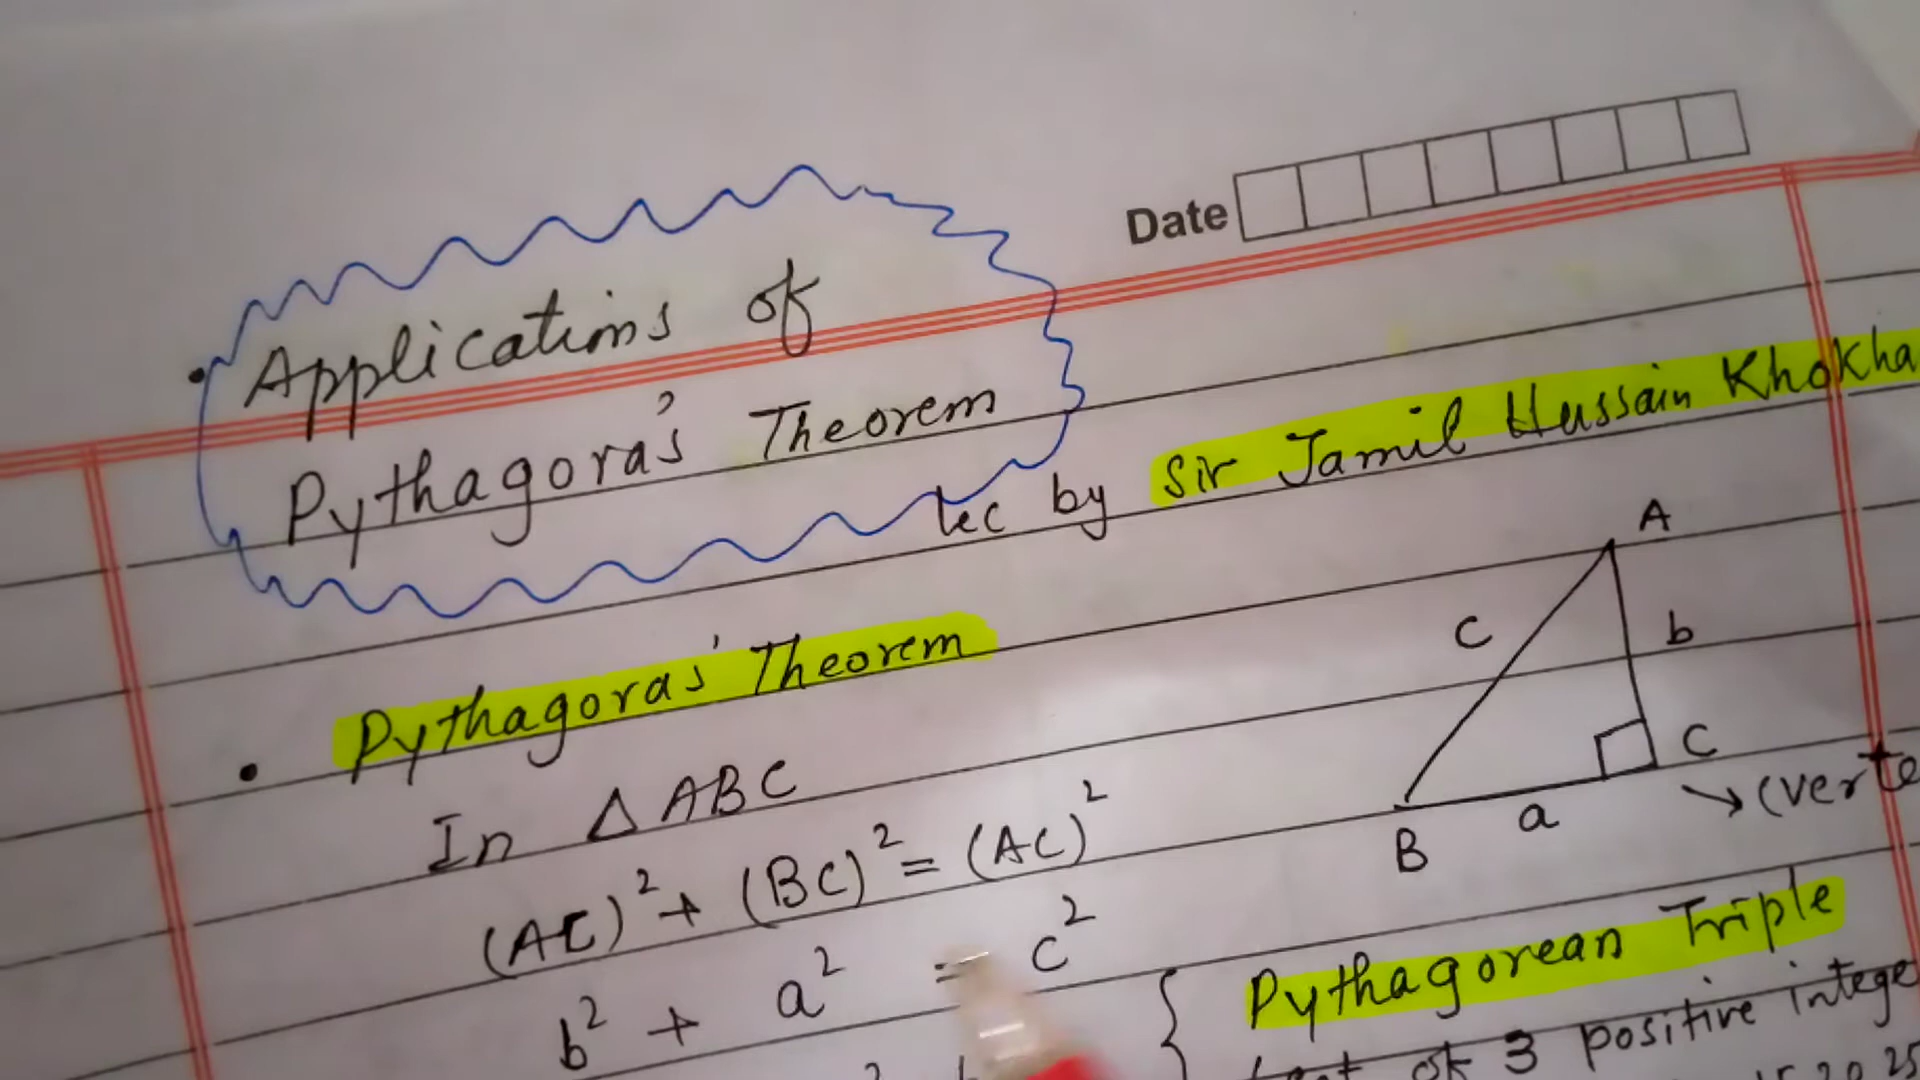 Date
Applications of
Pythagoras' Theorem
Lec by Sir Jamil Hussain Khokha
A
c
b
C
a
B
→ (verte
• Pythagoras' Theorem
In △ ABC
(AC)² + (BC)² = (AC)²
b² + a² = c²
{ Pythagorean Triple
of 3 positive intege